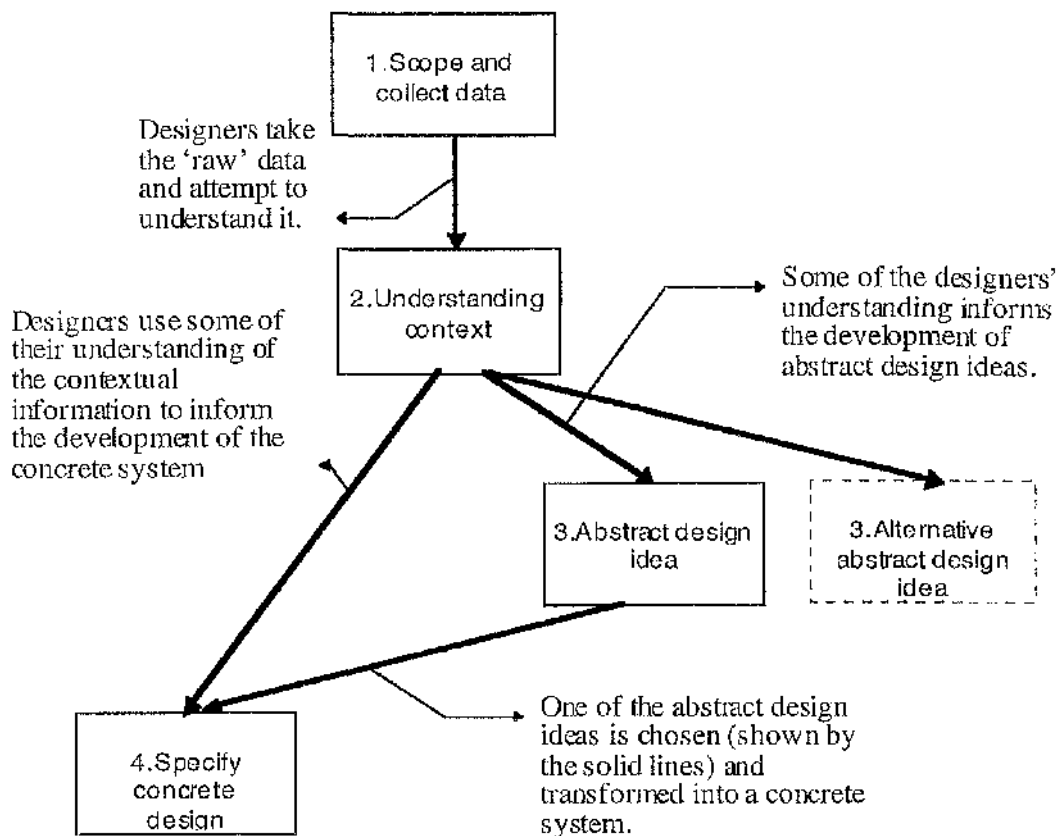 1.Scope and
collect data
Designers take
the ‘raw’ data
and attempt to
understand it.
2.Understanding
context
Some of the designers’
understanding informs
the development of
abstract design ideas.
Designers use some of
their understanding of
the contextual
information to inform
the development of the
concrete system
3.Abstract design
idea
3.Alternative
abstract design
idea
One of the abstract design
ideas is chosen (shown by
the solid lines) and
transformed into a concrete
system.
4.Specify
concrete
design